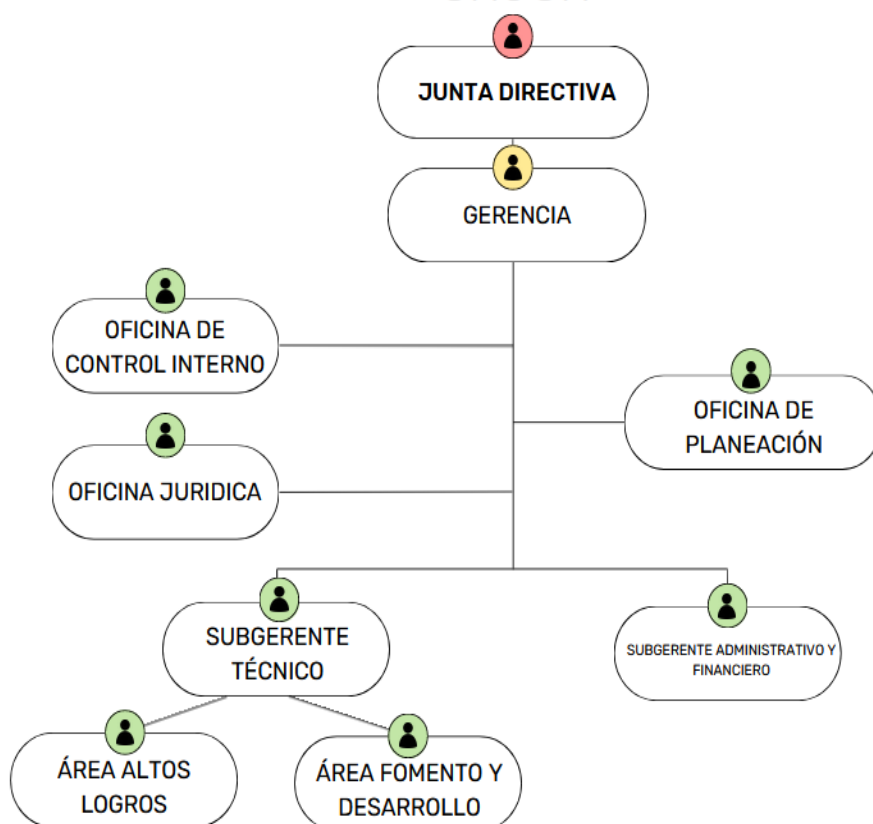 JUNTA DIRECTIVA
GERENCIA
OFICINA DE
CONTROL INTERNO
OFICINA DE
PLANEACIÓN
OFICINA JURIDICA
SUBGERENTE
TÉCNICO
SUBGERENTE ADMINISTRATIVO Y
FINANCIERO
ÁREA ALTOS
LOGROS
ÁREA FOMENTO Y
DESARROLLO